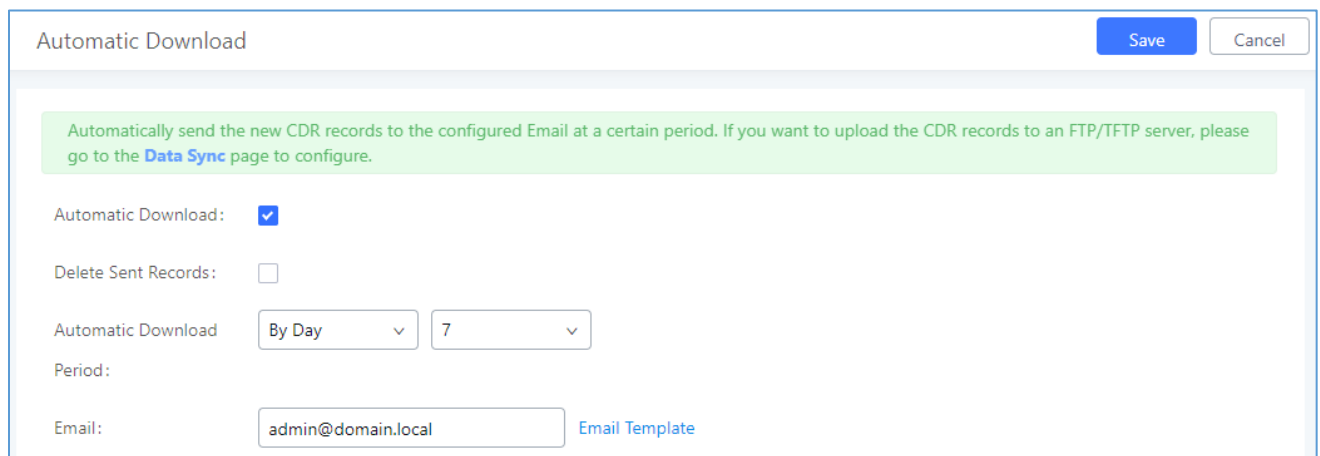 Automatic Download
Save
Cancel
Automatically send the new CDR records to the configured Email at a certain period. If you want to upload the CDR records to an FTP/TFTP server, please
go to the Data Sync page to configure.
Automatic Download:
Delete Sent Records:
Automatic Download
Period:
By Day
7
Email:
admin@domain.local
Email Template